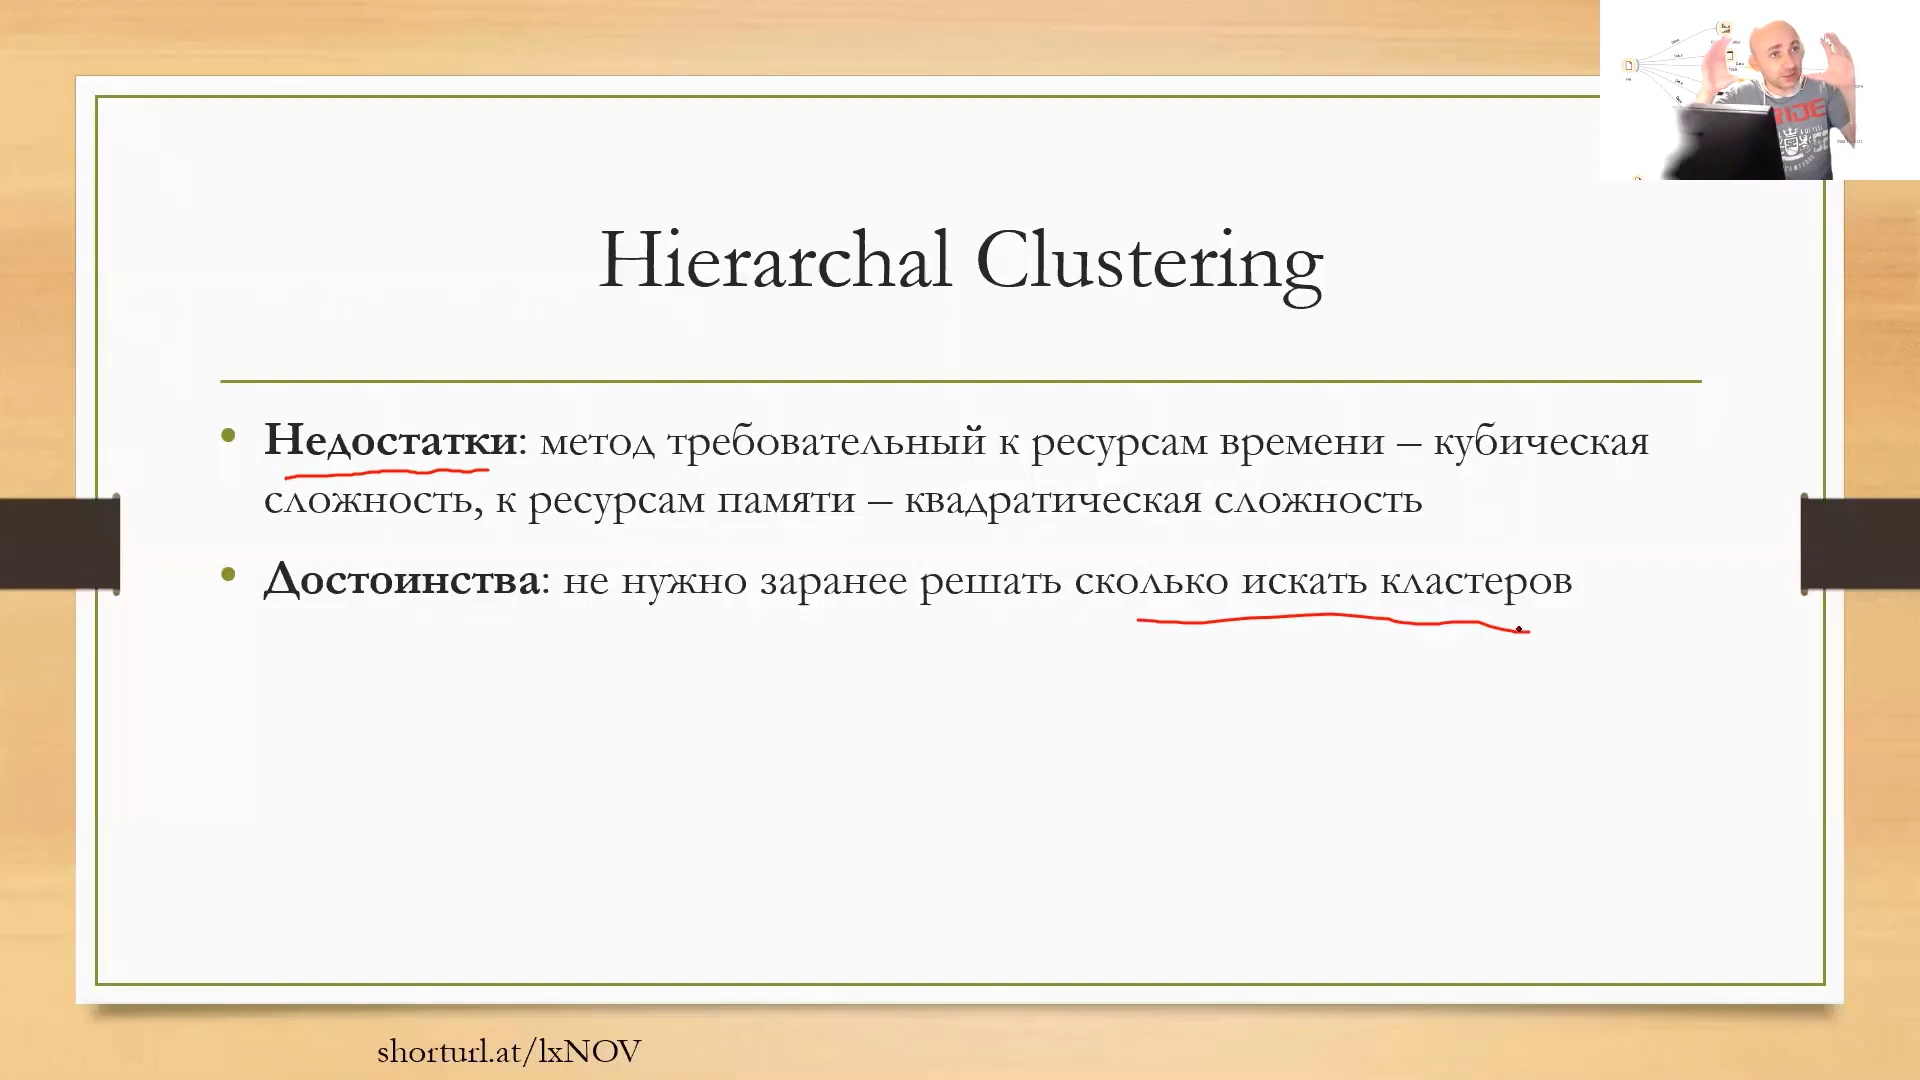 Hierarchal Clustering
Недостатки: метод требовательный к ресурсам времени – кубическая
сложность, к ресурсам памяти – квадратическая сложность
Достоинства: не нужно заранее решать сколько искать кластеров
shorturl.at/lxNOV